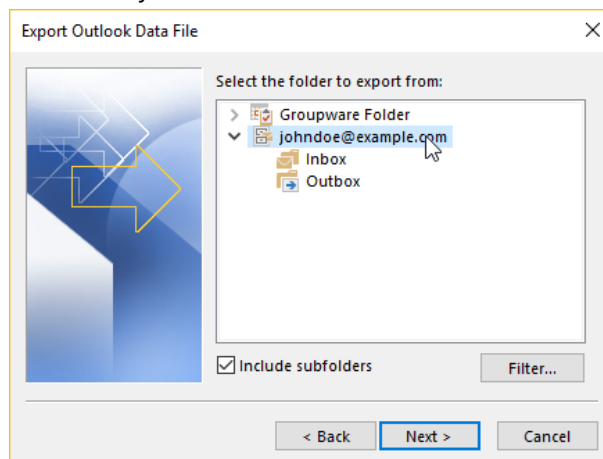 Export Outlook Data File
Select the folder to export from:
Groupware Folder
johndoe@example.com
Inbox
Outbox
Include subfolders
Filter...
< Back
Next >
Cancel